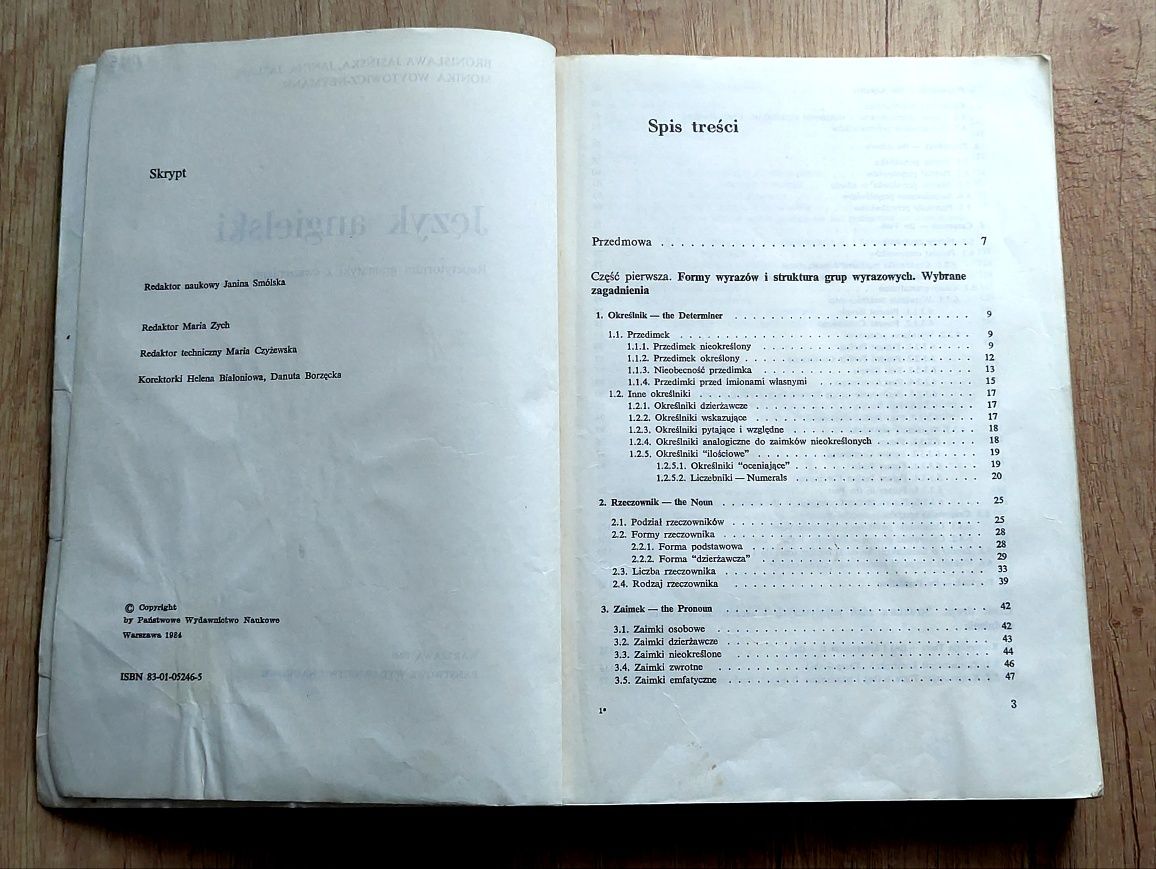 Skrypt
Redaktor naukowy Janina Smólska
Redaktor Maria Zych
Redaktor techniczny Maria Czyżewska
Korektorki Helena Białoniowa, Danuta Borzęcka
© Copyright
by Państwowe Wydawnictwo Naukowe
Warszawa 1984
ISBN 83-01-05246-5
Spis treści
Przedmowa . . . . . . . . . . 7
Część pierwsza. Formy wyrazów i struktura grup wyrazowych. Wybrane
zagadnienia
1. Określnik — the Determiner . . . . . . . . . . 9
1.1. Przedimek . . . . . . . . . . 9
1.1.1. Przedimek nieokreślony . . . . . . . . . . 9
1.1.2. Przedimek określony . . . . . . . . . . 12
1.1.3. Nieobecność przedimka . . . . . . . . . . 13
1.1.4. Przedimki przed imionami własnymi . . . . . . . . . . 15
1.2. Inne określniki . . . . . . . . . . 17
1.2.1. Określniki dzierżawcze . . . . . . . . . . 17
1.2.2. Określniki wskazujące . . . . . . . . . . 17
1.2.3. Określniki pytające i względne . . . . . . . . . . 18
1.2.4. Określniki analogiczne do zaimków nieokreślonych . . . . . . . . . . 18
1.2.5. Określniki “ilościowe” . . . . . . . . . . 19
1.2.5.1. Określniki “oceniające” . . . . . . . . . . 19
1.2.5.2. Liczebniki — Numerals . . . . . . . . . . 20
2. Rzeczownik — the Noun . . . . . . . . . . 25
2.1. Podział rzeczowników . . . . . . . . . . 25
2.2. Formy rzeczownika . . . . . . . . . . 28
2.2.1. Forma podstawowa . . . . . . . . . . 28
2.2.2. Forma “dzierżawcza” . . . . . . . . . . 29
2.3. Liczba rzeczownika . . . . . . . . . . 33
2.4. Rodzaj rzeczownika . . . . . . . . . . 39
3. Zaimek — the Pronoun . . . . . . . . . . 42
3.1. Zaimki osobowe . . . . . . . . . . 42
3.2. Zaimki dzierżawcze . . . . . . . . . . 43
3.3. Zaimki nieokreślone . . . . . . . . . . 44
3.4. Zaimki zwrotne . . . . . . . . . . 46
3.5. Zaimki emfatyczne . . . . . . . . . . 47
1*
3